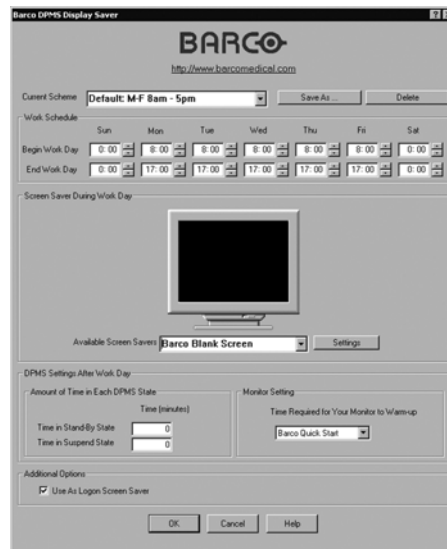 Barco DPMS Display Saver
BARCO
http://www.barcomedical.com
Current Scheme Default: M-F 8am - 5pm Save As ... Delete
Work Schedule
Sun Mon Tue Wed Thu Fri Sat
Begin Work Day 0:00 8:00 8:00 8:00 8:00 8:00 0:00
End Work Day 0:00 17:00 17:00 17:00 17:00 17:00 0:00
Screen Saver During Work Day
Available Screen Savers Barco Blank Screen Settings
DPMS Settings After Work Day
Amount of Time in Each DPMS State Monitor Setting
Time (minutes) Time Required for Your Monitor to Warm-up
Time in Stand-By State 0 Barco Quick Start
Time in Suspend State 0
Additional Options
Use As Logon Screen Saver
OK Cancel Help